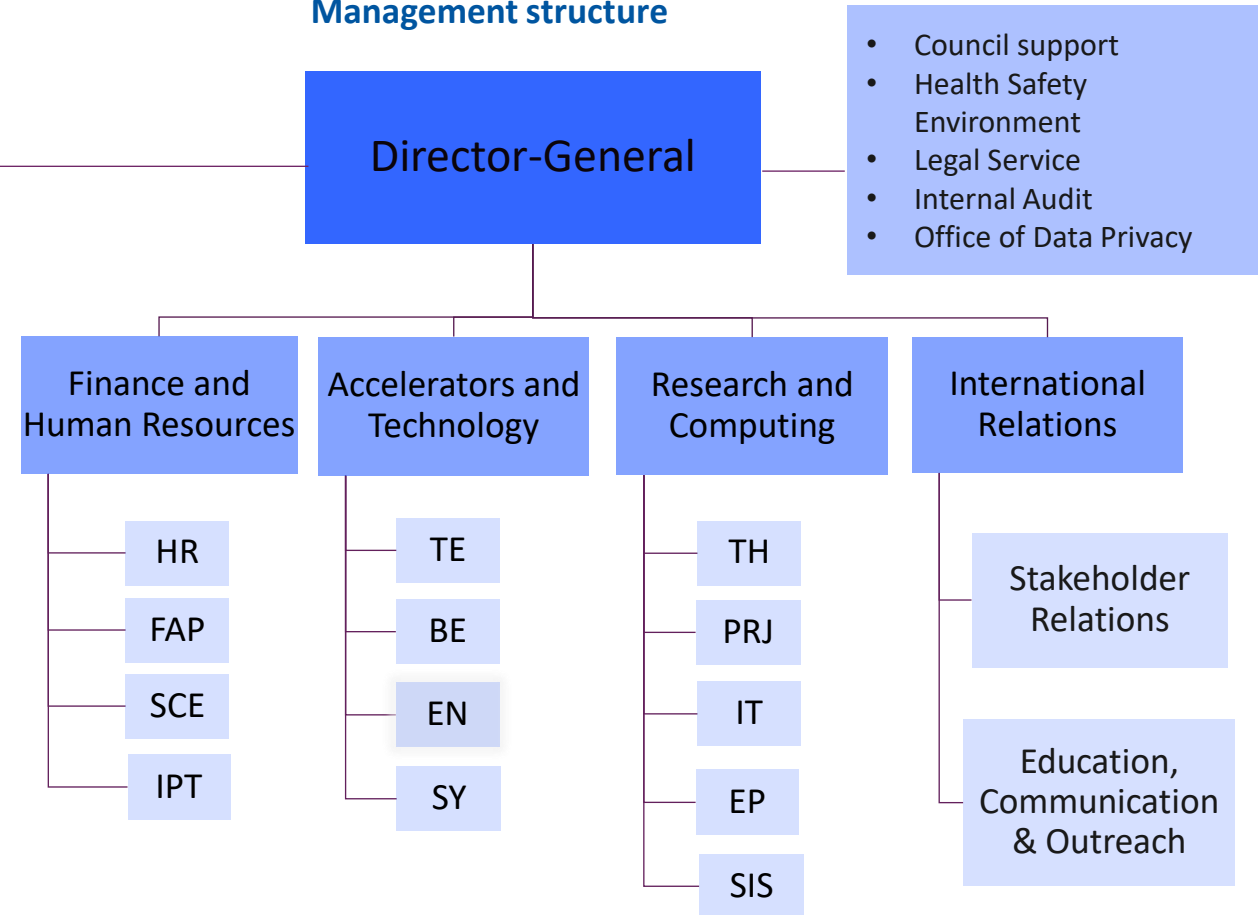 Management structure
Director-General
• Council support
• Health Safety
Environment
• Legal Service
• Internal Audit
• Office of Data Privacy
Finance and
Human Resources
HR
FAP
SCE
IPT
Accelerators and
Technology
TE
BE
EN
SY
Research and
Computing
TH
PRJ
IT
EP
SIS
International
Relations
Stakeholder
Relations
Education,
Communication
& Outreach